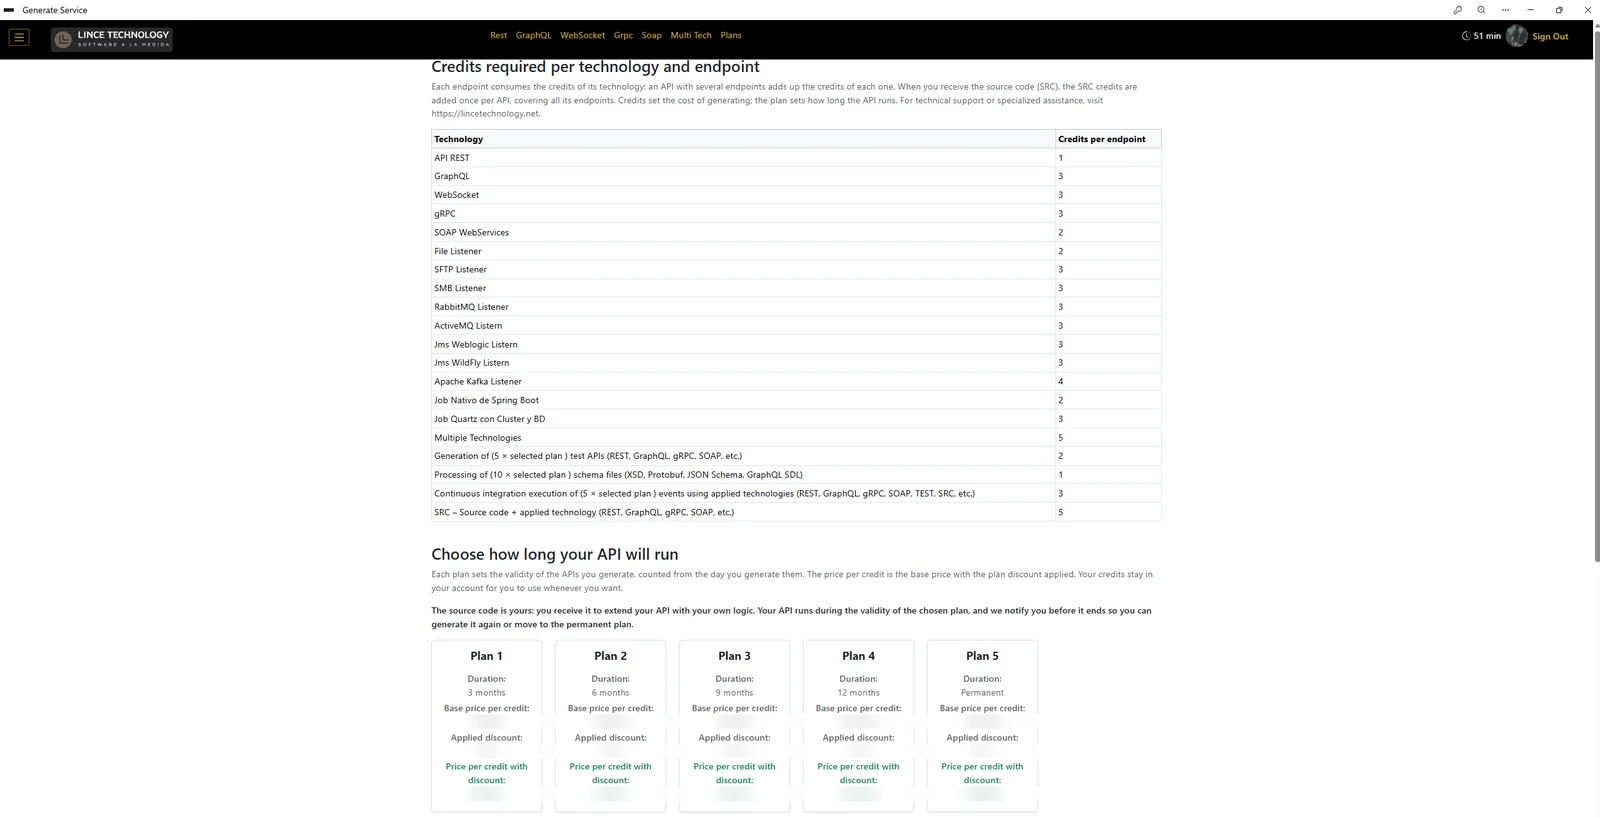 Generate Service
LINCE TECHNOLOGY
SOFTWARE A LA MEDIDA
Rest GraphQL WebSocket Grpc Soap Multi Tech Plans
51 min Sign Out
Credits required per technology and endpoint
Each endpoint consumes the credits of its technology: an API with several endpoints adds up the credits of each one. When you receive the source code (SRC), the SRC credits are
added once per API, covering all its endpoints. Credits set the cost of generating; the plan sets how long the API runs. For technical support or specialized assistance, visit
https://lincetechnology.net.
Technology Credits per endpoint
API REST 1
GraphQL 3
WebSocket 3
gRPC 3
SOAP WebServices 2
File Listener 2
SFTP Listener 3
SMB Listener 3
RabbitMQ Listener 3
ActiveMQ Listern 3
Jms Weblogic Listern 3
Jms WildFly Listern 3
Apache Kafka Listener 4
Job Nativo de Spring Boot 2
Job Quartz con Cluster y BD 3
Multiple Technologies 5
Generation of (5 × selected plan ) test APIs (REST, GraphQL, gRPC, SOAP, etc.) 2
Processing of (10 × selected plan ) schema files (XSD, Protobuf, JSON Schema, GraphQL SDL) 1
Continuous integration execution of (5 × selected plan ) events using applied technologies (REST, GraphQL, gRPC, SOAP, TEST, SRC, etc.) 3
SRC – Source code + applied technology (REST, GraphQL, gRPC, SOAP, etc.) 5
Choose how long your API will run
Each plan sets the validity of the APIs you generate, counted from the day you generate them. The price per credit is the base price with the plan discount applied. Your credits stay in
your account for you to use whenever you want.
The source code is yours: you receive it to extend your API with your own logic. Your API runs during the validity of the chosen plan, and we notify you before it ends so you can
generate it again or move to the permanent plan.
Plan 1 Plan 2 Plan 3 Plan 4 Plan 5
Duration: Duration: Duration: Duration: Duration:
3 months 6 months 9 months 12 months Permanent
Base price per credit: Base price per credit: Base price per credit: Base price per credit: Base price per credit:
Applied discount: Applied discount: Applied discount: Applied discount: Applied discount:
Price per credit with Price per credit with Price per credit with Price per credit with Price per credit with
discount: discount: discount: discount: discount: